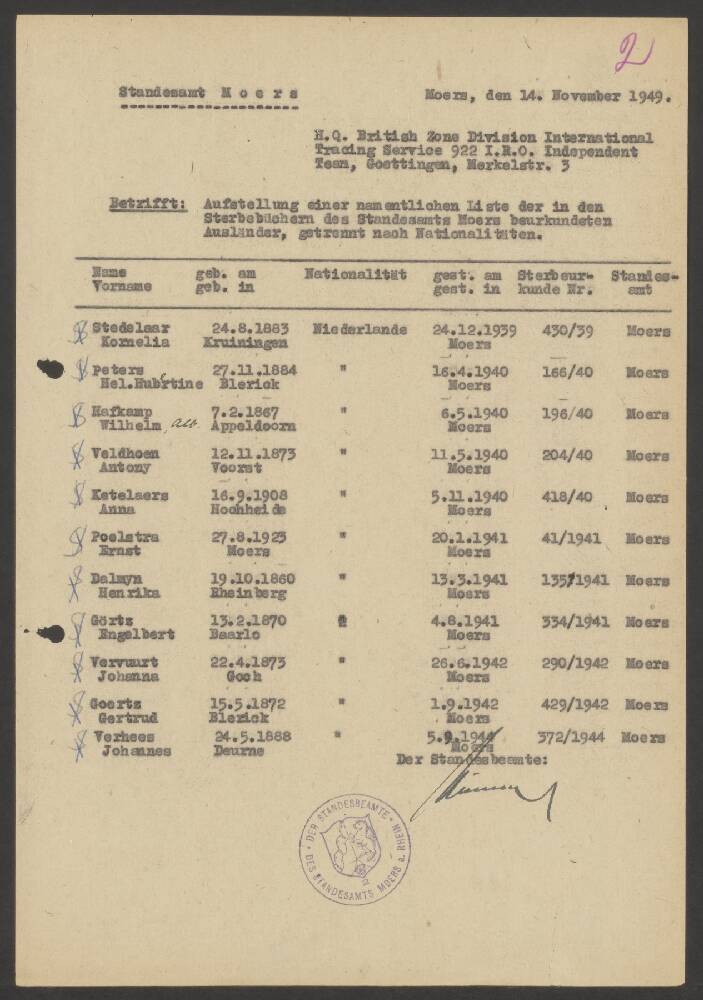 2
Standesamt Moers
Moers, den 14. November 1949.
H.Q. British Zone Division International
Tracing Service 922 I.R.O. Independent
Team, Goettingen, Merkelstr. 3
Betrifft: Aufstellung einer namentlichen Liste der in den
Sterbebüchern des Standesamts Moers beurkundeten
Ausländer, getrennt nach Nationalitäten.
Name geb. am Nationalität gest. am Sterbeur- Standes-
Vorname geb. in gest. in kunde Nr. amt
Stedelaar 24.8.1883 Niederlande 24.12.1939 430/39 Moers
Kornelia Kruiningen Moers
Peters 27.11.1884 " 16.4.1940 166/40 Moers
Hel.Hubertine Blerick Moers
Hafkamp 7.2.1867 " 6.5.1940 196/40 Moers
Wilhelm, Appeldoorn Moers
Veldhoen 12.11.1873 " 11.5.1940 204/40 Moers
Antony Voorst Moers
Ketelaers 16.9.1908 " 5.11.1940 418/40 Moers
Anna Hochheide Moers
Poelstra 27.8.1925 " 20.1.1941 41/1941 Moers
Ernst Moers Moers
Dalmyn 19.10.1860 " 13.3.1941 135/1941 Moers
Henrika Rheinberg Moers
Görtz 13.2.1870 " 4.8.1941 334/1941 Moers
Engelbert Baarlo Moers
Vervuurt 22.4.1873 " 26.6.1942 290/1942 Moers
Johanna Goch Moers
Goertz 15.5.1872 " 1.9.1942 429/1942 Moers
Gertrud Blerick Moers
Verhees 24.5.1888 " 5.9.1944 372/1944 Moers
Johannes Deurne Moers
Der Standesbeamte:
DER STANDESBEAMTE
DES STANDESAMTS MOERS a. RHEIN